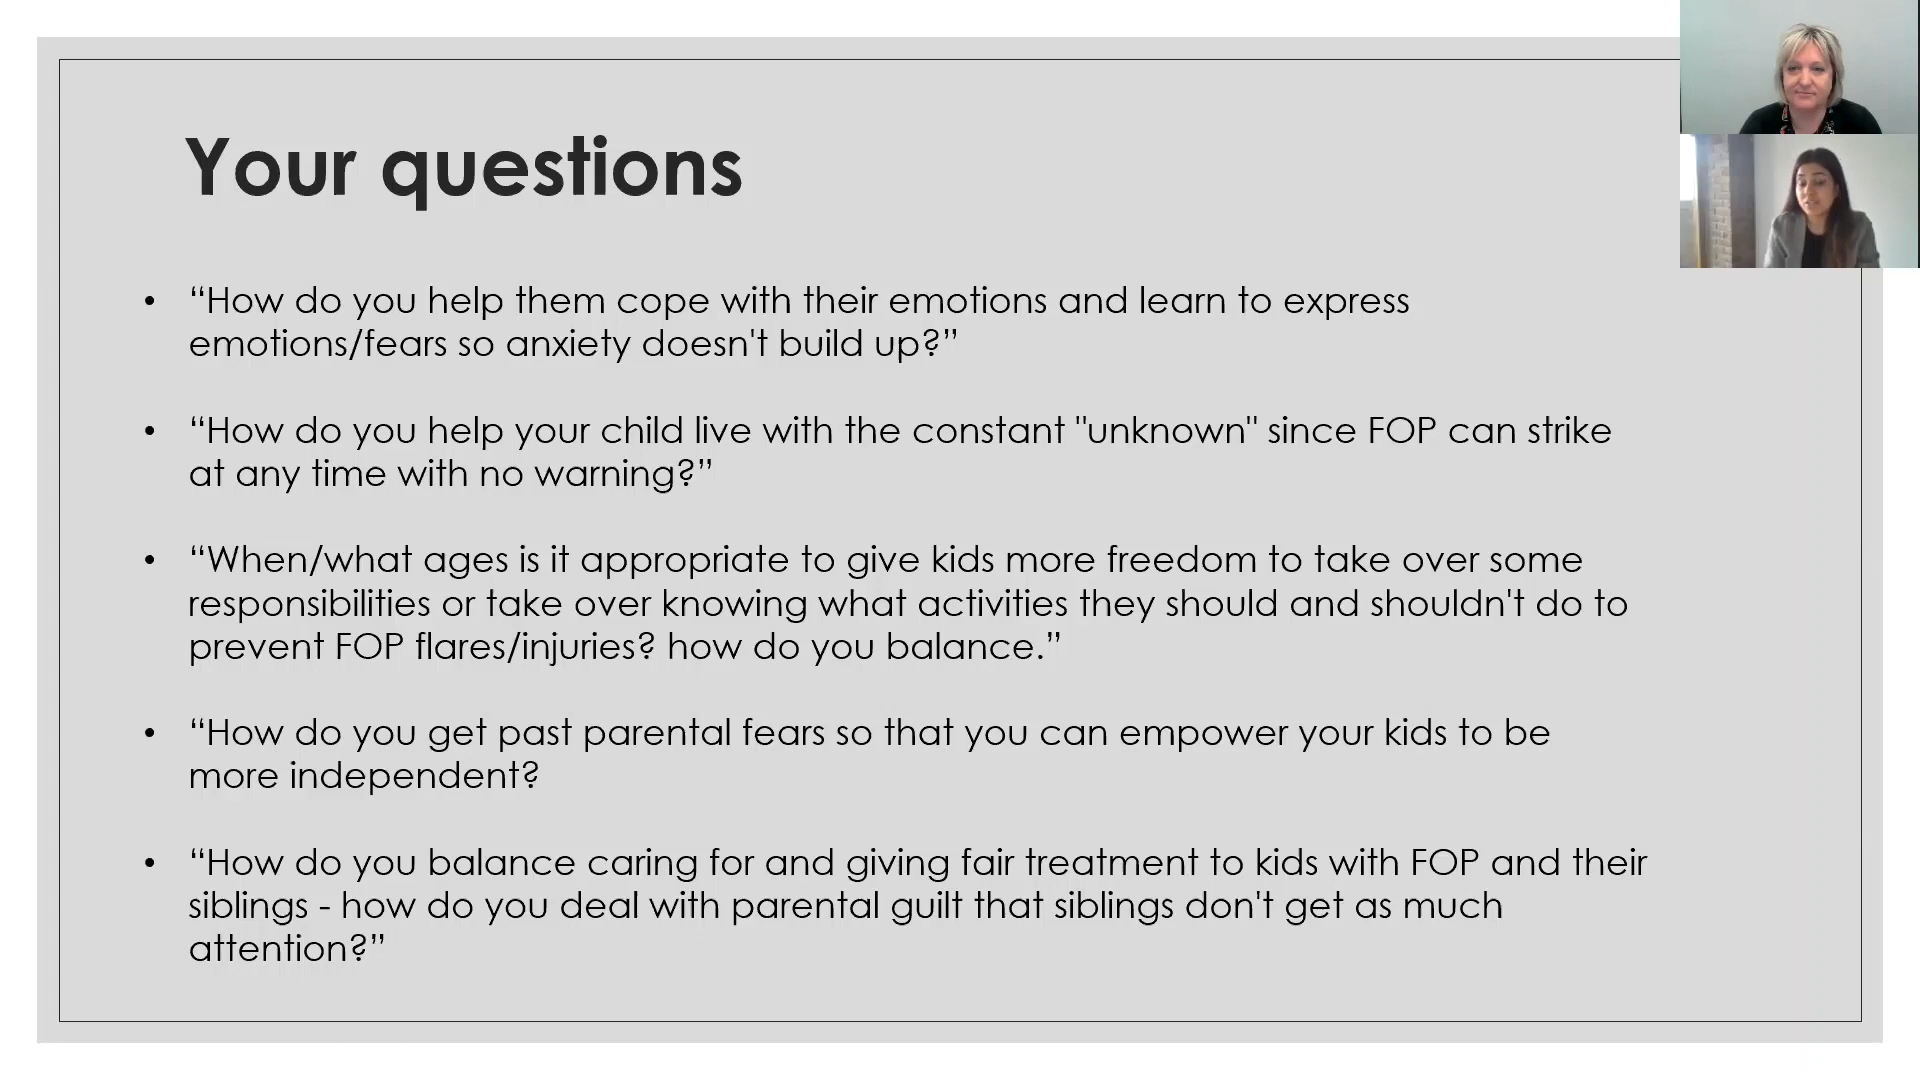 Your questions
• “How do you help them cope with their emotions and learn to express
emotions/fears so anxiety doesn't build up?”
• “How do you help your child live with the constant "unknown" since FOP can strike
at any time with no warning?”
• “When/what ages is it appropriate to give kids more freedom to take over some
responsibilities or take over knowing what activities they should and shouldn't do to
prevent FOP flares/injuries? how do you balance.”
• “How do you get past parental fears so that you can empower your kids to be
more independent?
• “How do you balance caring for and giving fair treatment to kids with FOP and their
siblings - how do you deal with parental guilt that siblings don't get as much
attention?”